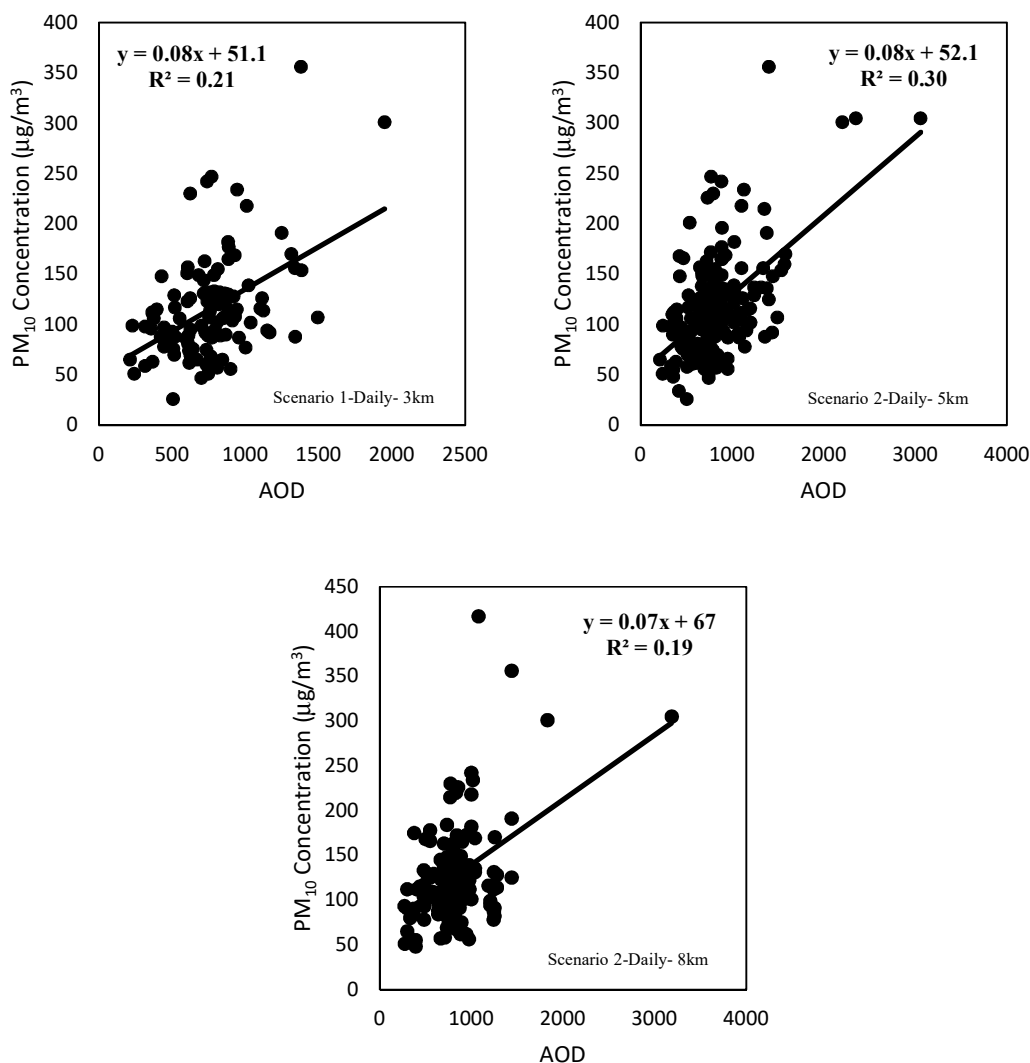 400
350
300
250
200
150
100
50
0
PM₁₀ Concentration (µg/m³)
y = 0.08x + 51.1
R² = 0.21
Scenario 1-Daily- 3km
0 500 1000 1500 2000 2500
AOD
400
350
300
250
200
150
100
50
0
PM₁₀ Concentration (µg/m³)
y = 0.08x + 52.1
R² = 0.30
Scenario 2-Daily- 5km
0 1000 2000 3000 4000
AOD
450
400
350
300
250
200
150
100
50
0
PM₁₀ Concentration (µg/m³)
y = 0.07x + 67
R² = 0.19
Scenario 2-Daily- 8km
0 1000 2000 3000 4000
AOD